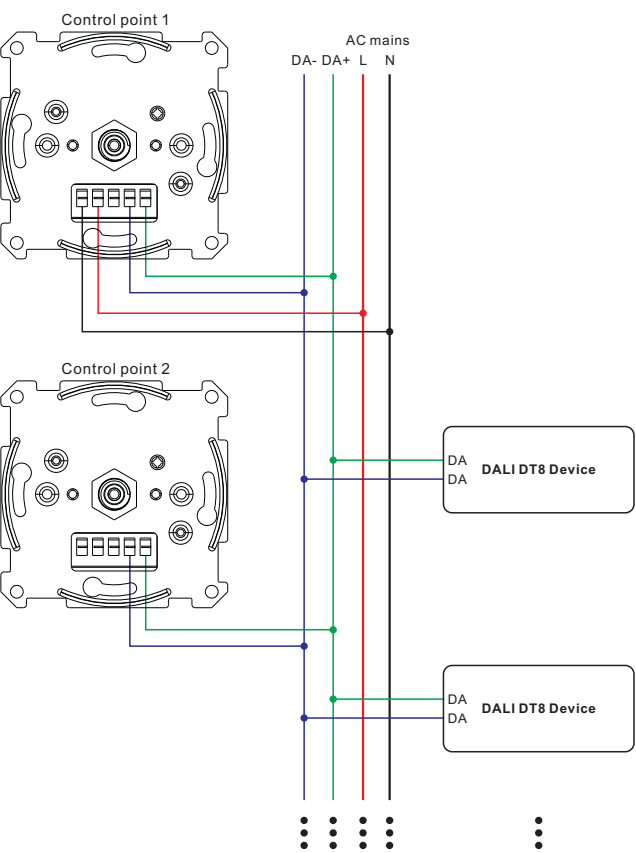 Control point 1
AC mains
DA- DA+ L N
Control point 2
DA
DALI DT8 Device
DA
DA
DALI DT8 Device
DA